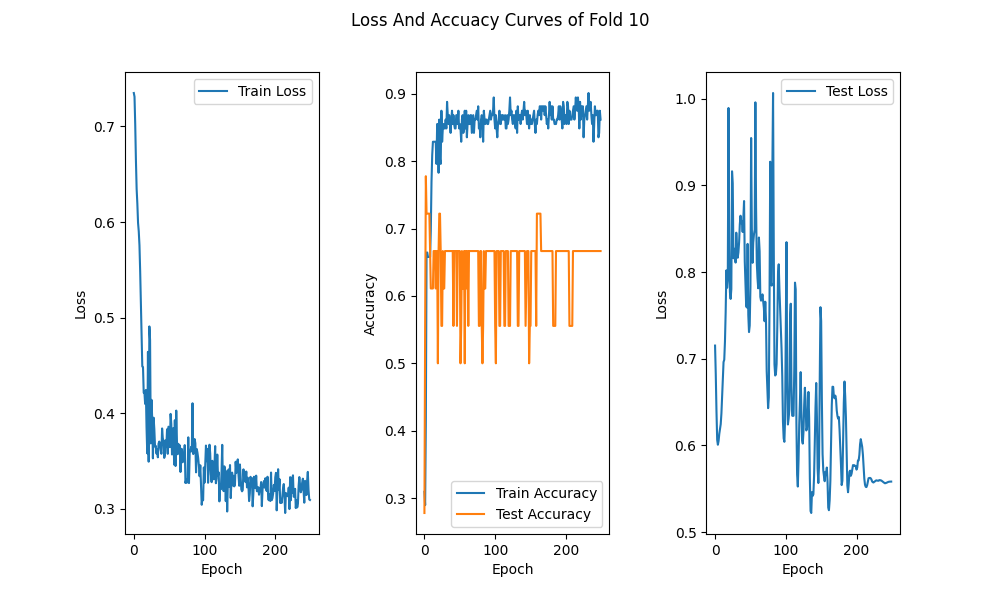 Loss And Accuacy Curves of Fold 10
Train Loss
0.7
0.6
0.5
0.4
0.3
Loss
0
100
200
Epoch
0.9
0.8
0.7
0.6
0.5
0.4
0.3
Accuracy
Train Accuracy
Test Accuracy
0
100
200
Epoch
Test Loss
1.0
0.9
0.8
0.7
0.6
0.5
Loss
0
100
200
Epoch